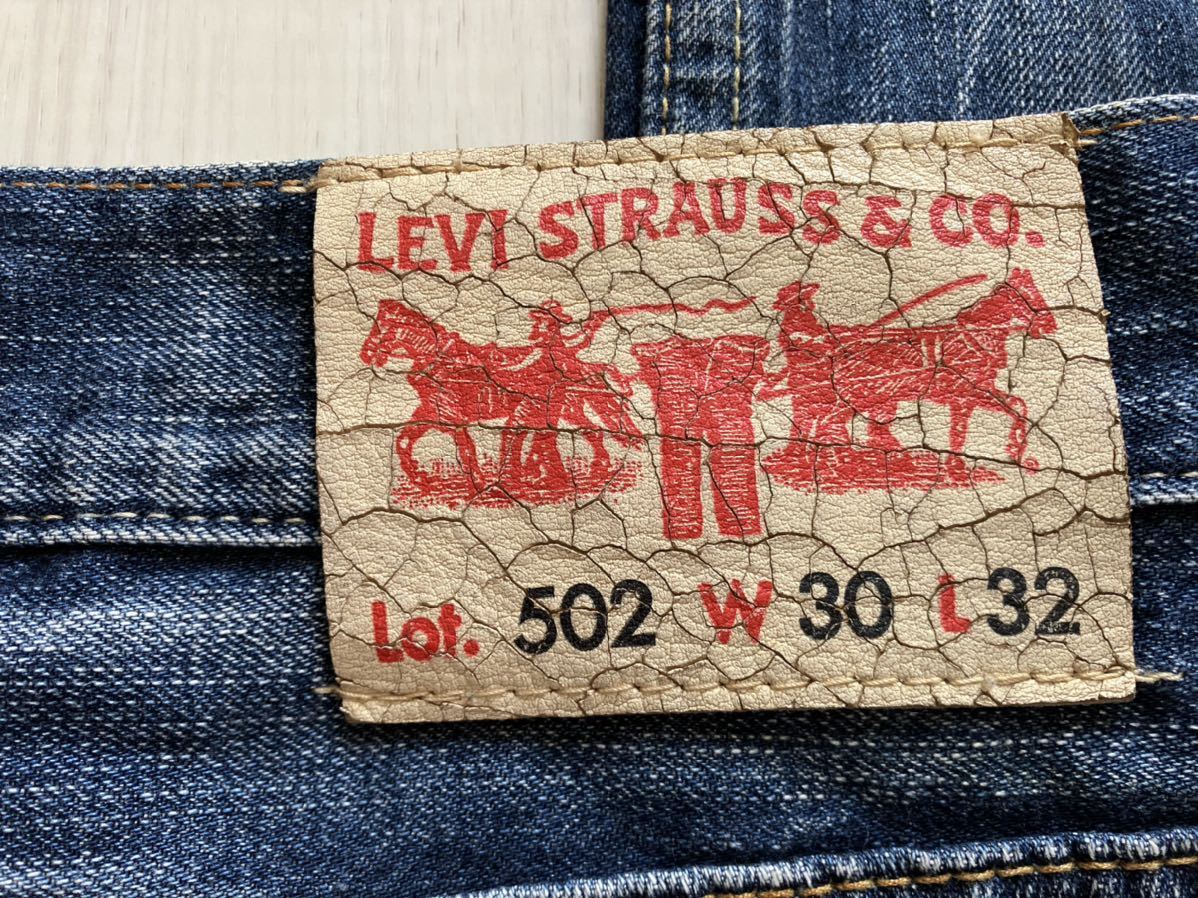 LEVI STRAUSS & CO.
Lot. 502 W 30 L 32